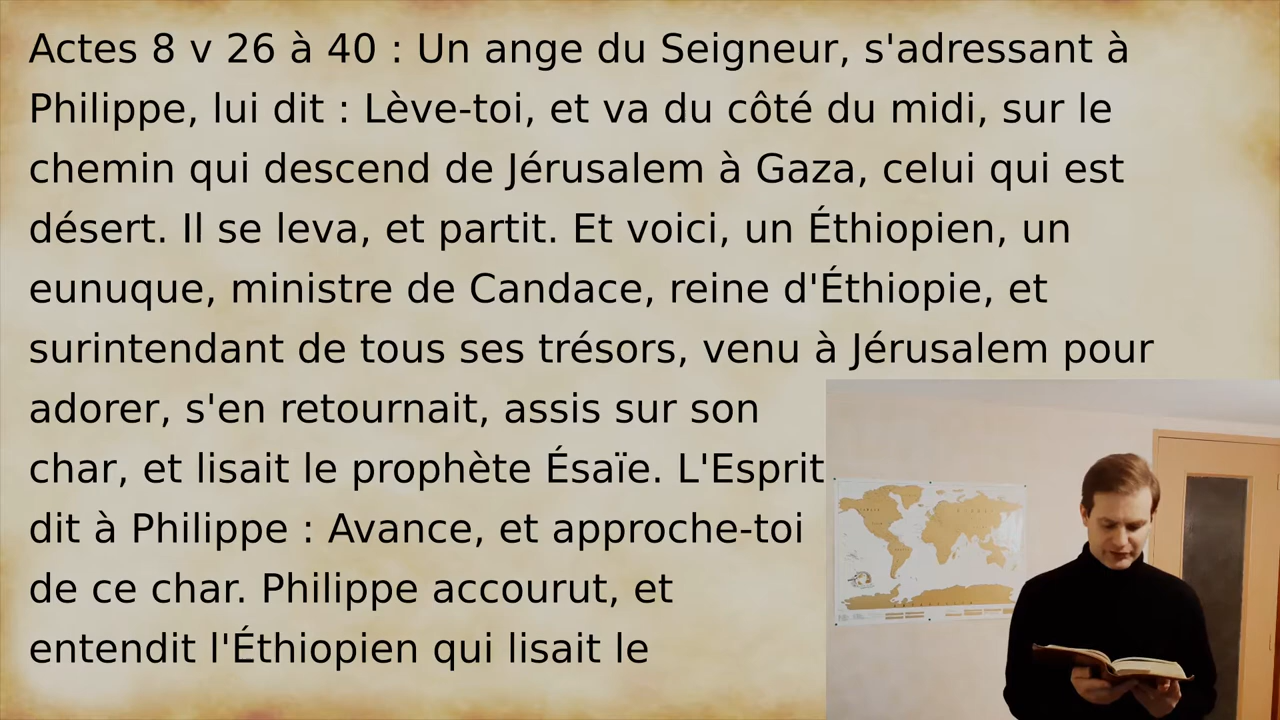 Actes 8 v 26 à 40 : Un ange du Seigneur, s'adressant à
Philippe, lui dit : Lève-toi, et va du côté du midi, sur le
chemin qui descend de Jérusalem à Gaza, celui qui est
désert. Il se leva, et partit. Et voici, un Éthiopien, un
eunuque, ministre de Candace, reine d'Éthiopie, et
surintendant de tous ses trésors, venu à Jérusalem pour
adorer, s'en retournait, assis sur son
char, et lisait le prophète Ésaïe. L'Esprit
dit à Philippe : Avance, et approche-toi
de ce char. Philippe accourut, et
entendit l'Éthiopien qui lisait le